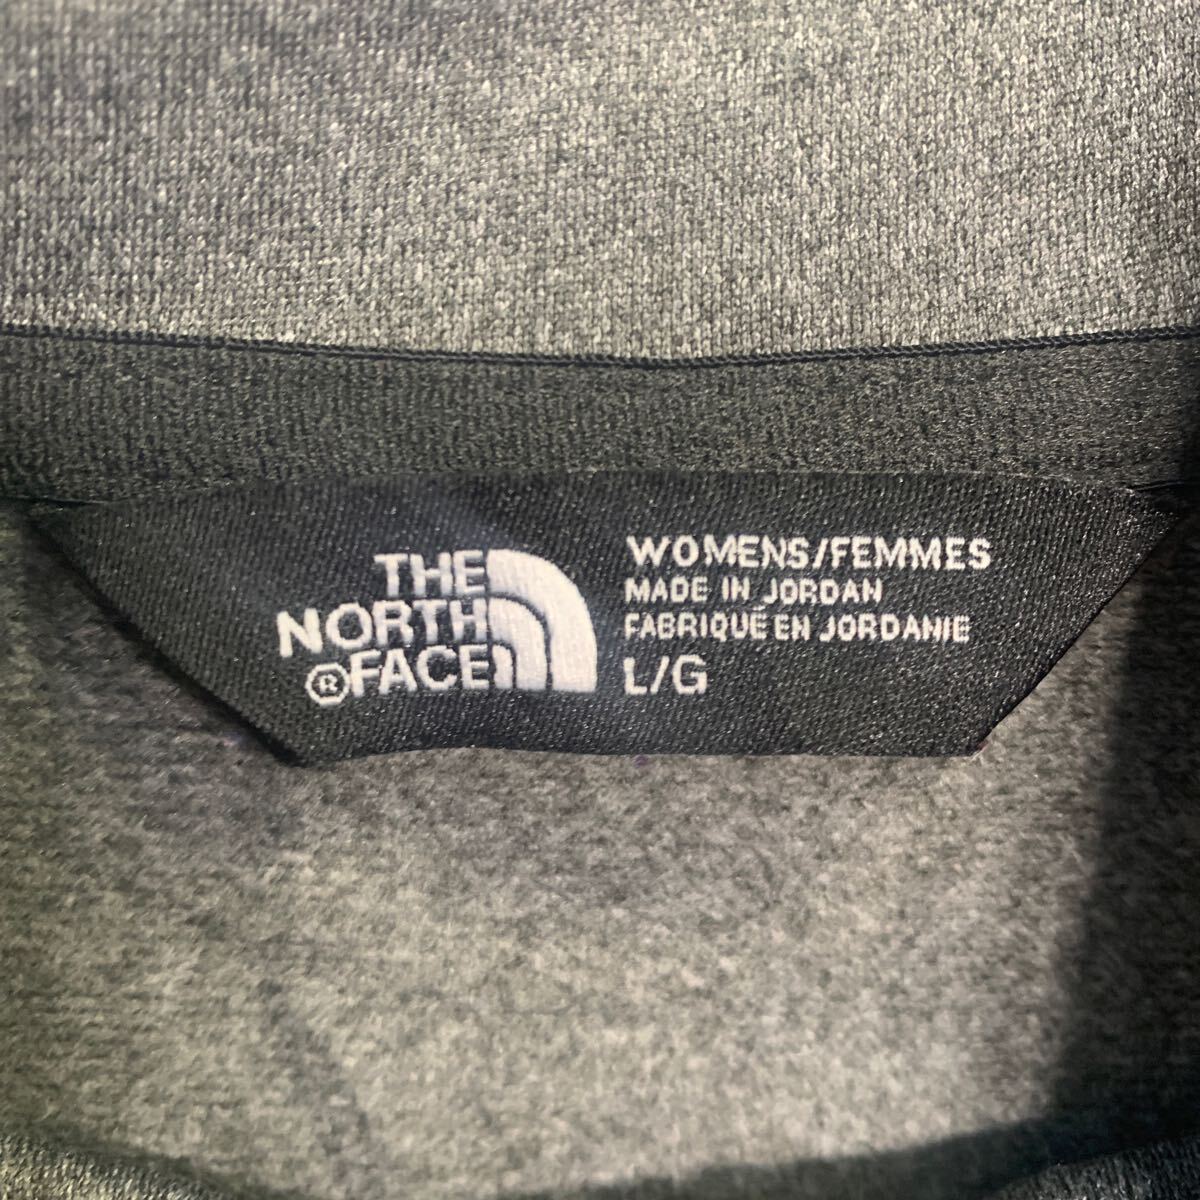 THE
NORTH
®FACE
WOMENS/FEMMES
MADE IN JORDAN
FABRIQUÉ EN JORDANIE
L/G